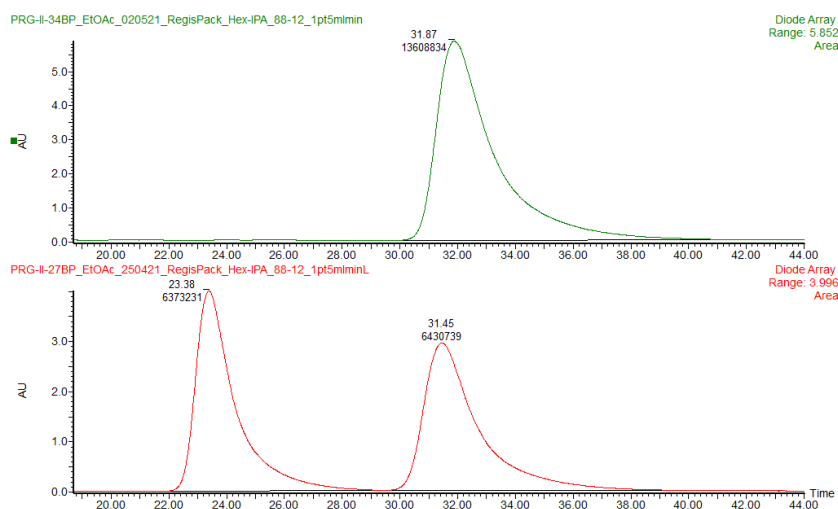 PRG-II-34BP_EtOAc_020521_RegisPack_Hex-IPA_88-12_1pt5mlmin
Diode Array
Range: 5.852
Area
31.87
13608834
AU
5.0
4.0
3.0
2.0
1.0
0.0
20.00 22.00 24.00 26.00 28.00 30.00 32.00 34.00 36.00 38.00 40.00 42.00 44.00
PRG-II-27BP_EtOAc_250421_RegisPack_Hex-IPA_88-12_1pt5mlminL
Diode Array
Range: 3.996
Area
23.38
6373231
31.45
6430739
AU
3.0
2.0
1.0
0.0
20.00 22.00 24.00 26.00 28.00 30.00 32.00 34.00 36.00 38.00 40.00 42.00 44.00
Time